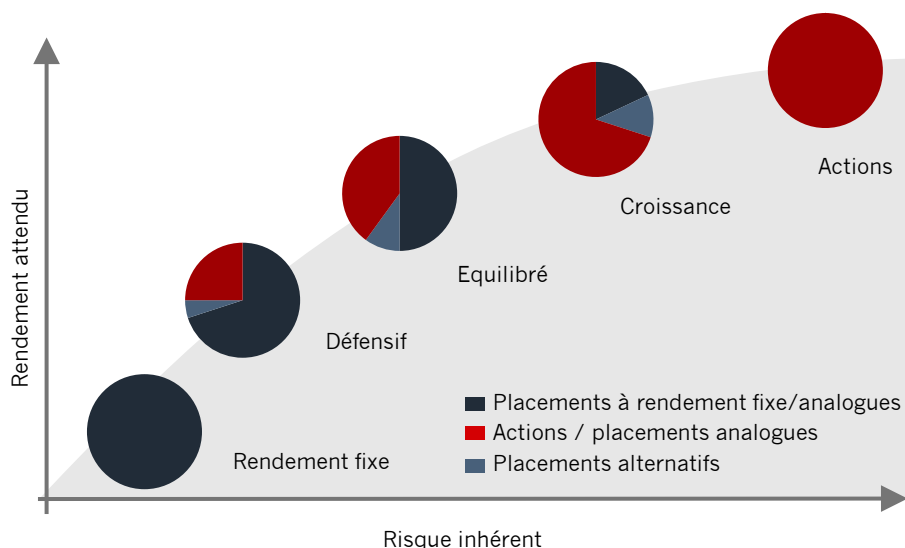 Rendement attendu
Actions
Croissance
Equilibré
Défensif
Rendement fixe
Placements à rendement fixe/analogues
Actions / placements analogues
Placements alternatifs
Risque inhérent